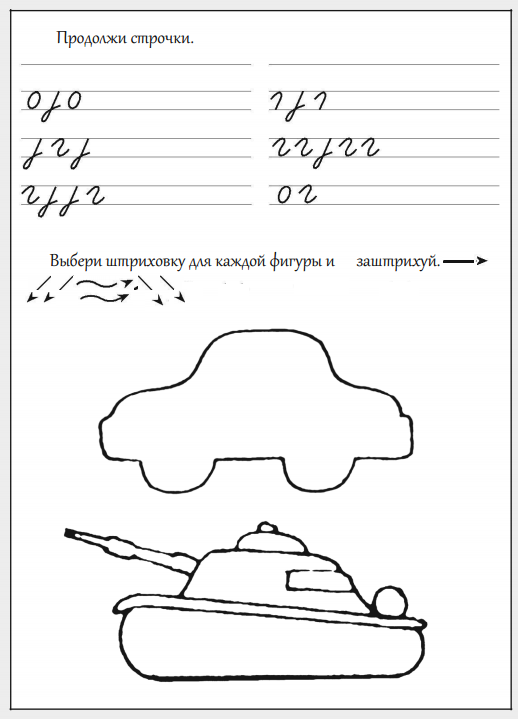 Продолжи строчки.
Выбери штриховку для каждой фигуры и заштрихуй.